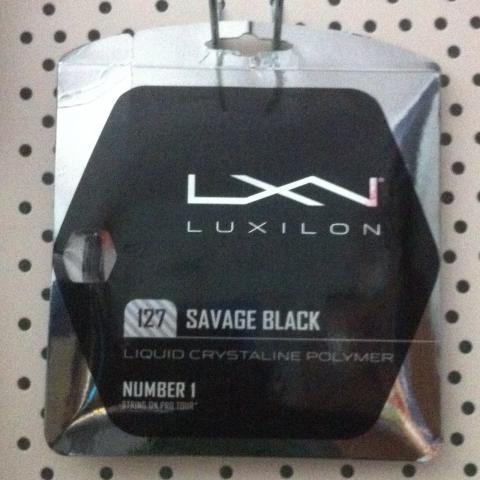 LXN
LUXILON
127 SAVAGE BLACK
LIQUID CRYSTALINE POLYMER
NUMBER 1
STRING ON PRO TOUR